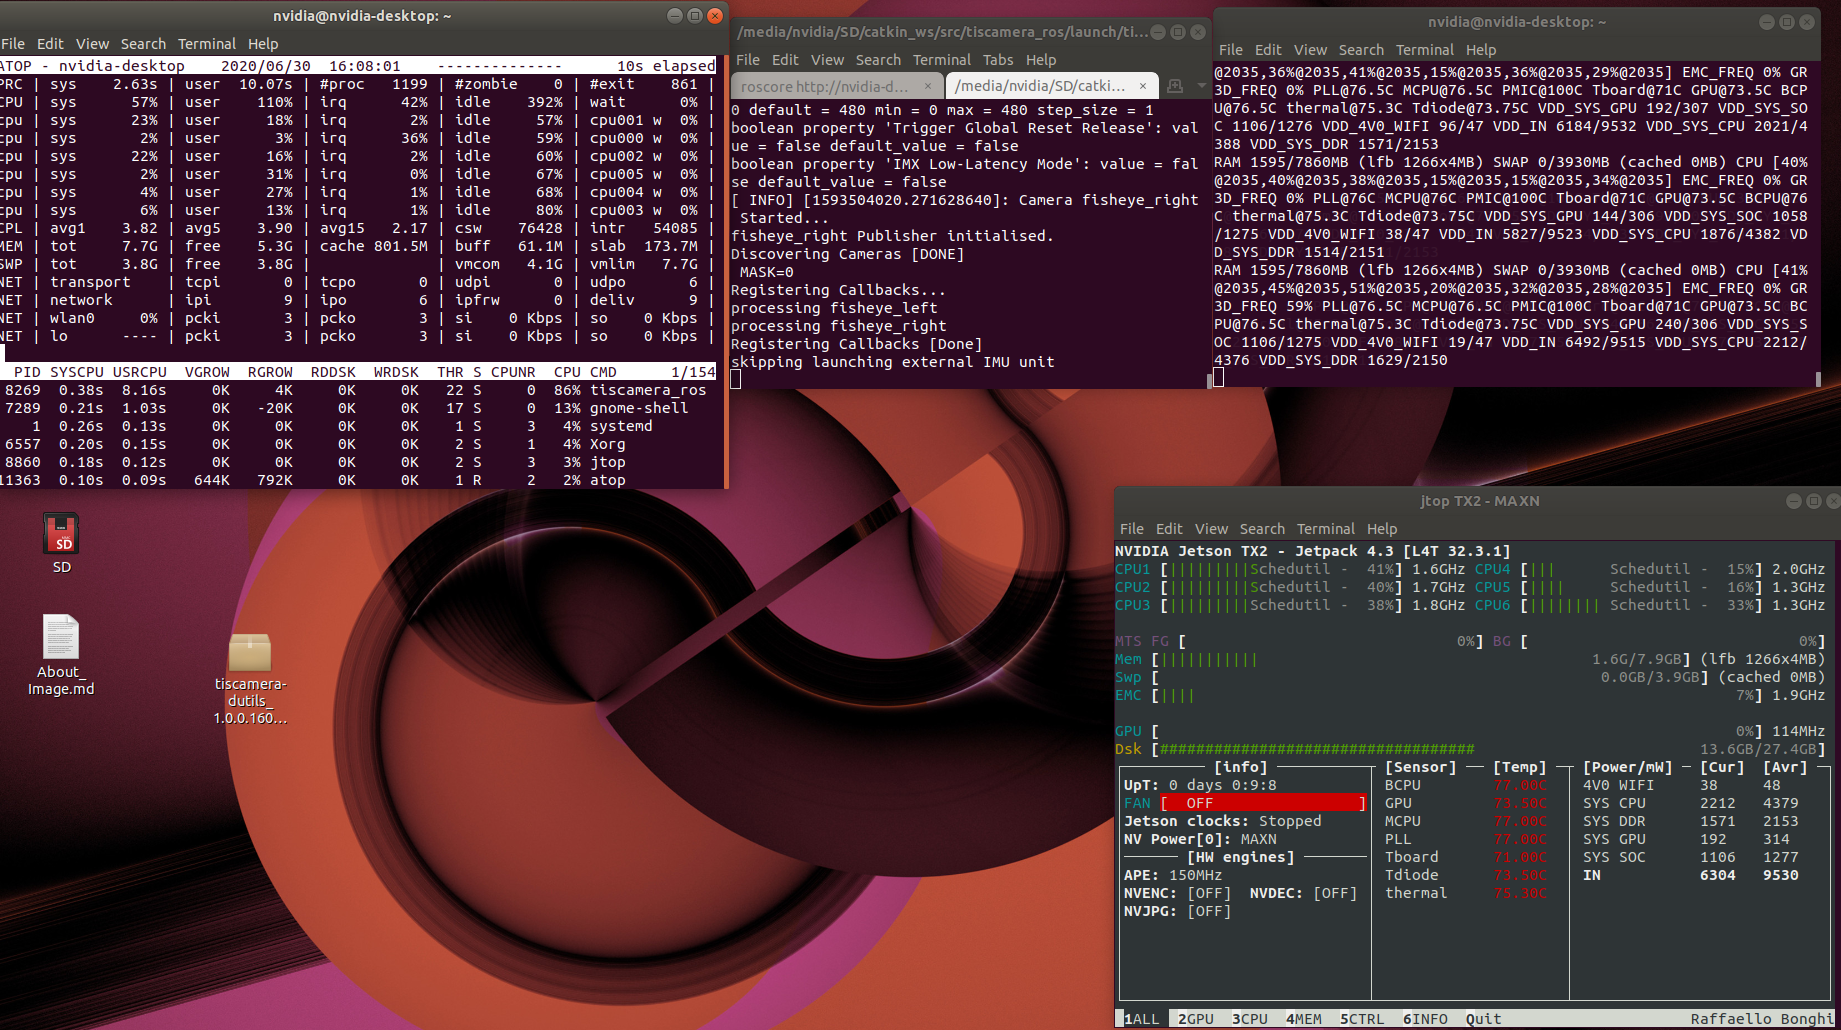 nvidia@nvidia-desktop: ~
File Edit View Search Terminal Help
ATOP - nvidia-desktop 2020/06/30 16:08:01 -------------- 10s elapsed
PRC | sys 2.63s | user 10.07s | #proc 1199 | #zombie 0 | #exit 861 |
CPU | sys 57% | user 110% | irq 42% | idle 392% | wait 0% |
cpu | sys 23% | user 18% | irq 2% | idle 57% | cpu001 w 0% |
cpu | sys 2% | user 3% | irq 36% | idle 59% | cpu000 w 0% |
cpu | sys 22% | user 16% | irq 2% | idle 60% | cpu002 w 0% |
cpu | sys 2% | user 31% | irq 0% | idle 67% | cpu005 w 0% |
cpu | sys 4% | user 27% | irq 1% | idle 68% | cpu004 w 0% |
cpu | sys 6% | user 13% | irq 1% | idle 80% | cpu003 w 0% |
CPL | avg1 3.82 | avg5 3.90 | avg15 2.17 | csw 76428 | intr 54085 |
MEM | tot 7.7G | free 5.3G | cache 801.5M | buff 61.1M | slab 173.7M |
SWP | tot 3.8G | free 3.8G | | vmcom 4.1G | vmlim 7.7G |
NET | transport | tcpi 0 | tcpo 0 | udpi 0 | udpo 6 |
NET | network | ipi 9 | ipo 6 | ipfrw 0 | deliv 9 |
NET | wlan0 0% | pcki 3 | pcko 3 | si 0 Kbps | so 0 Kbps |
NET | lo ---- | pcki 3 | pcko 3 | si 0 Kbps | so 0 Kbps |
PID SYSCPU USRCPU VGROW RGROW RDDSK WRDSK THR S CPUNR CPU CMD 1/154
8269 0.38s 8.16s 0K 4K 0K 0K 22 S 0 86% tiscamera_ros
7289 0.21s 1.03s 0K -20K 0K 0K 17 S 0 13% gnome-shell
1 0.26s 0.13s 0K 0K 0K 0K 1 S 3 4% systemd
6557 0.20s 0.15s 0K 0K 0K 0K 2 S 1 4% Xorg
8860 0.18s 0.12s 0K 0K 0K 0K 2 S 3 3% jtop
11363 0.10s 0.09s 644K 792K 0K 0K 1 R 2 2% atop
/media/nvidia/SD/catkin_ws/src/tiscamera_ros/launch/ti...
File Edit View Search Terminal Tabs Help
roscore http://nvidia-d... × /media/nvidia/SD/catki... ×
0 default = 480 min = 0 max = 480 step_size = 1
boolean property 'Trigger Global Reset Release': val
ue = false default_value = false
boolean property 'IMX Low-Latency Mode': value = fal
se default_value = false
[ INFO] [1593504020.271628640]: Camera fisheye_right
Started...
fisheye_right Publisher initialised.
Discovering Cameras [DONE]
MASK=0
Registering Callbacks...
processing fisheye_left
processing fisheye_right
Registering Callbacks [Done]
skipping launching external IMU unit
nvidia@nvidia-desktop: ~
File Edit View Search Terminal Help
@2035,36%@2035,41%@2035,15%@2035,36%@2035,29%@2035] EMC_FREQ 0% GR
3D_FREQ 0% PLL@76.5C MCPU@76.5C PMIC@100C Tboard@71C GPU@73.5C BCP
U@76.5C thermal@75.3C Tdiode@73.75C VDD_SYS_GPU 192/307 VDD_SYS_SO
C 1106/1276 VDD_4V0_WIFI 96/47 VDD_IN 6184/9532 VDD_SYS_CPU 2021/4
388 VDD_SYS_DDR 1571/2153
RAM 1595/7860MB (lfb 1266x4MB) SWAP 0/3930MB (cached 0MB) CPU [40%
@2035,40%@2035,38%@2035,15%@2035,15%@2035,34%@2035] EMC_FREQ 0% GR
3D_FREQ 0% PLL@76C MCPU@76C PMIC@100C Tboard@71C GPU@73.5C BCPU@76
C thermal@75.3C Tdiode@73.75C VDD_SYS_GPU 144/306 VDD_SYS_SOC 1058
/1275 VDD_4V0_WIFI 38/47 VDD_IN 5827/9523 VDD_SYS_CPU 1876/4382 VD
D_SYS_DDR 1514/2151
RAM 1595/7860MB (lfb 1266x4MB) SWAP 0/3930MB (cached 0MB) CPU [41%
@2035,45%@2035,51%@2035,20%@2035,32%@2035,28%@2035] EMC_FREQ 0% GR
3D_FREQ 59% PLL@76.5C MCPU@76.5C PMIC@100C Tboard@71C GPU@73.5C BC
PU@76.5C thermal@75.3C Tdiode@73.75C VDD_SYS_GPU 240/306 VDD_SYS_S
OC 1106/1275 VDD_4V0_WIFI 19/47 VDD_IN 6492/9515 VDD_SYS_CPU 2212/
4376 VDD_SYS_DDR 1629/2150
SD
SD
About_
Image.md
tiscamera-
dutils_
1.0.0.160...
jtop TX2 - MAXN
File Edit View Search Terminal Help
NVIDIA Jetson TX2 - Jetpack 4.3 [L4T 32.3.1]
CPU1 [|||||||||Schedutil - 41%] 1.6GHz CPU4 [||| Schedutil - 15%] 2.0GHz
CPU2 [|||||||||Schedutil - 40%] 1.7GHz CPU5 [|||| Schedutil - 16%] 1.3GHz
CPU3 [|||||||||Schedutil - 38%] 1.8GHz CPU6 [|||||||| Schedutil - 33%] 1.3GHz
MTS FG [ 0%] BG [ 0%]
Mem [||||||||||| 1.6G/7.9GB] (lfb 1266x4MB)
Swp [ 0.0GB/3.9GB] (cached 0MB)
EMC [|||| 7%] 1.9GHz
GPU [ 0%] 114MHz
Dsk [################################### 13.6GB/27.4GB]
[info] [Sensor] [Temp] [Power/mW] [Cur] [Avr]
UpT: 0 days 0:9:8 BCPU 77.00C 4V0 WIFI 38 48
FAN [ OFF ] GPU 73.50C SYS CPU 2212 4379
Jetson clocks: Stopped MCPU 77.00C SYS DDR 1571 2153
NV Power[0]: MAXN PLL 77.00C SYS GPU 192 314
[HW engines] Tboard 71.00C SYS SOC 1106 1277
APE: 150MHz Tdiode 73.50C IN 6304 9530
NVENC: [OFF] NVDEC: [OFF] thermal 75.30C
NVJPG: [OFF]
1ALL 2GPU 3CPU 4MEM 5CTRL 6INFO Quit Raffaello Bonghi